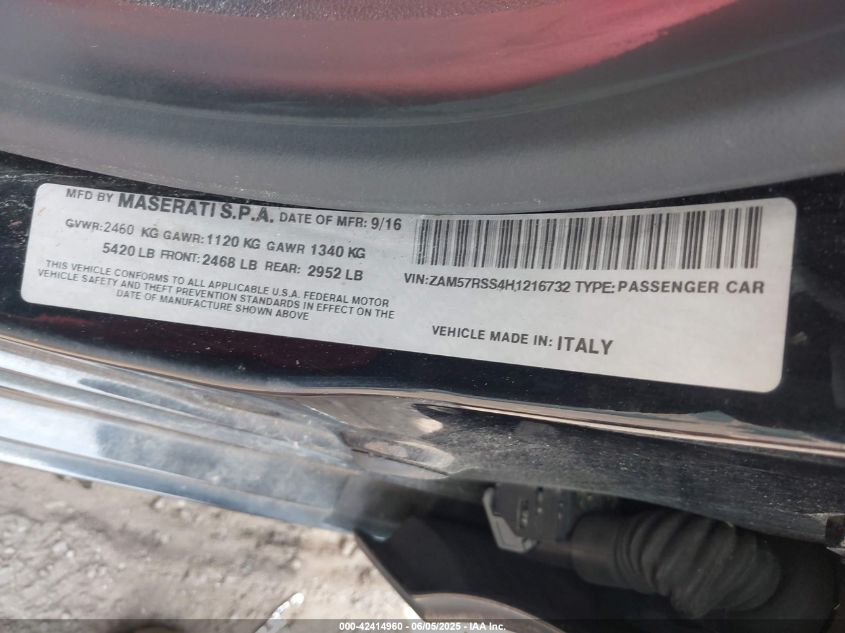 MFD BY MASERATI S.P.A. DATE OF MFR: 9/16
GVWR:2460 KG GAWR:1120 KG GAWR 1340 KG
5420 LB FRONT:2468 LB REAR: 2952 LB
THIS VEHICLE CONFORMS TO ALL APPLICABLE U.S.A. FEDERAL MOTOR
VEHICLE SAFETY AND THEFT PREVENTION STANDARDS IN EFFECT ON THE
DATE OF MANUFACTURE SHOWN ABOVE
VIN:ZAM57RSS4H1216732 TYPE:PASSENGER CAR
VEHICLE MADE IN: ITALY
000-42414960 - 06/05/2025 - IAA Inc.